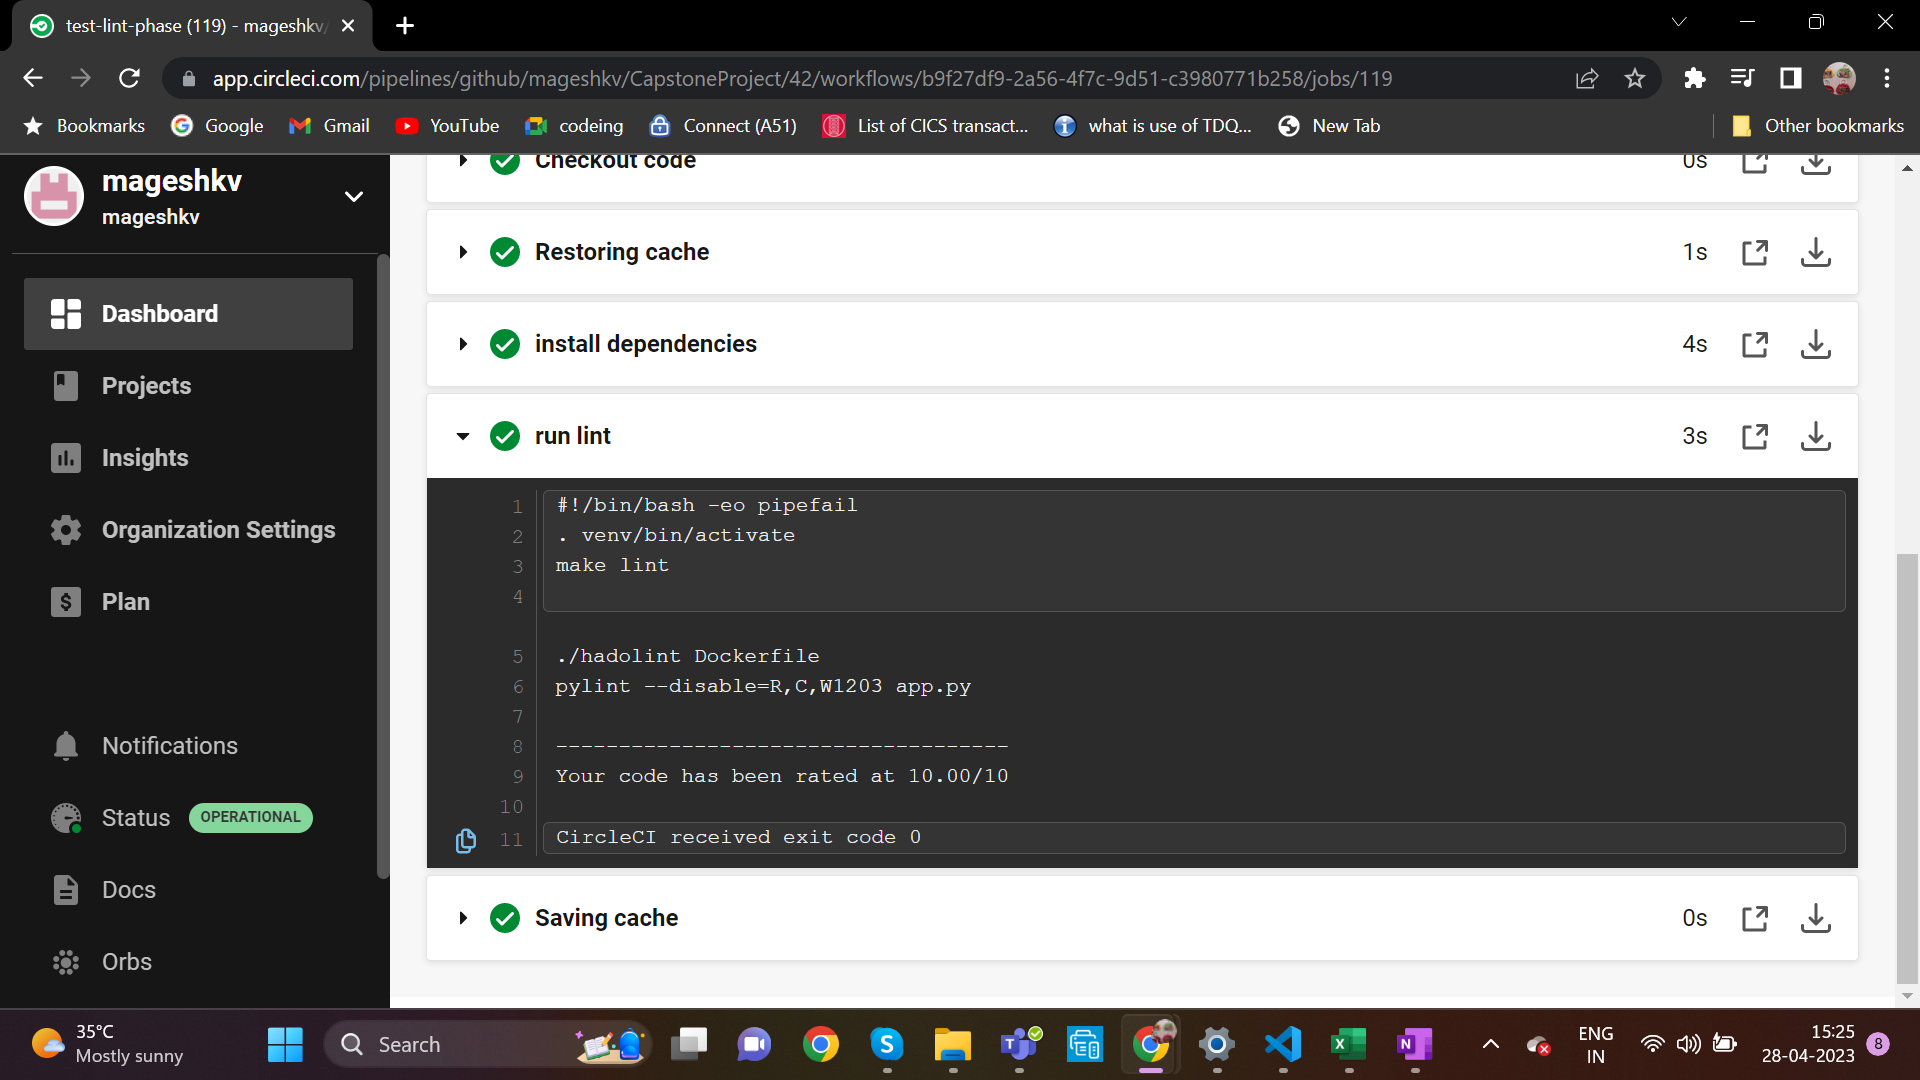 test-lint-phase (119) - mageshkv/
app.circleci.com/pipelines/github/mageshkv/CapstoneProject/42/workflows/b9f27df9-2a56-4f7c-9d51-c3980771b258/jobs/119
Bookmarks Google Gmail YouTube codeing Connect (A51) List of CICS transact... what is use of TDQ... New Tab Other bookmarks
mageshkv
mageshkv
Dashboard
Projects
Insights
Organization Settings
Plan
Notifications
Status OPERATIONAL
Docs
Orbs
Checkout code 0s
Restoring cache 1s
install dependencies 4s
run lint 3s
1 #!/bin/bash -eo pipefail
2 . venv/bin/activate
3 make lint
4
5 ./hadolint Dockerfile
6 pylint --disable=R,C,W1203 app.py
7
8 ------------------------------------
9 Your code has been rated at 10.00/10
10
11 CircleCI received exit code 0
Saving cache 0s
35°C
Mostly sunny
Search
ENG
IN
15:25
28-04-2023
8